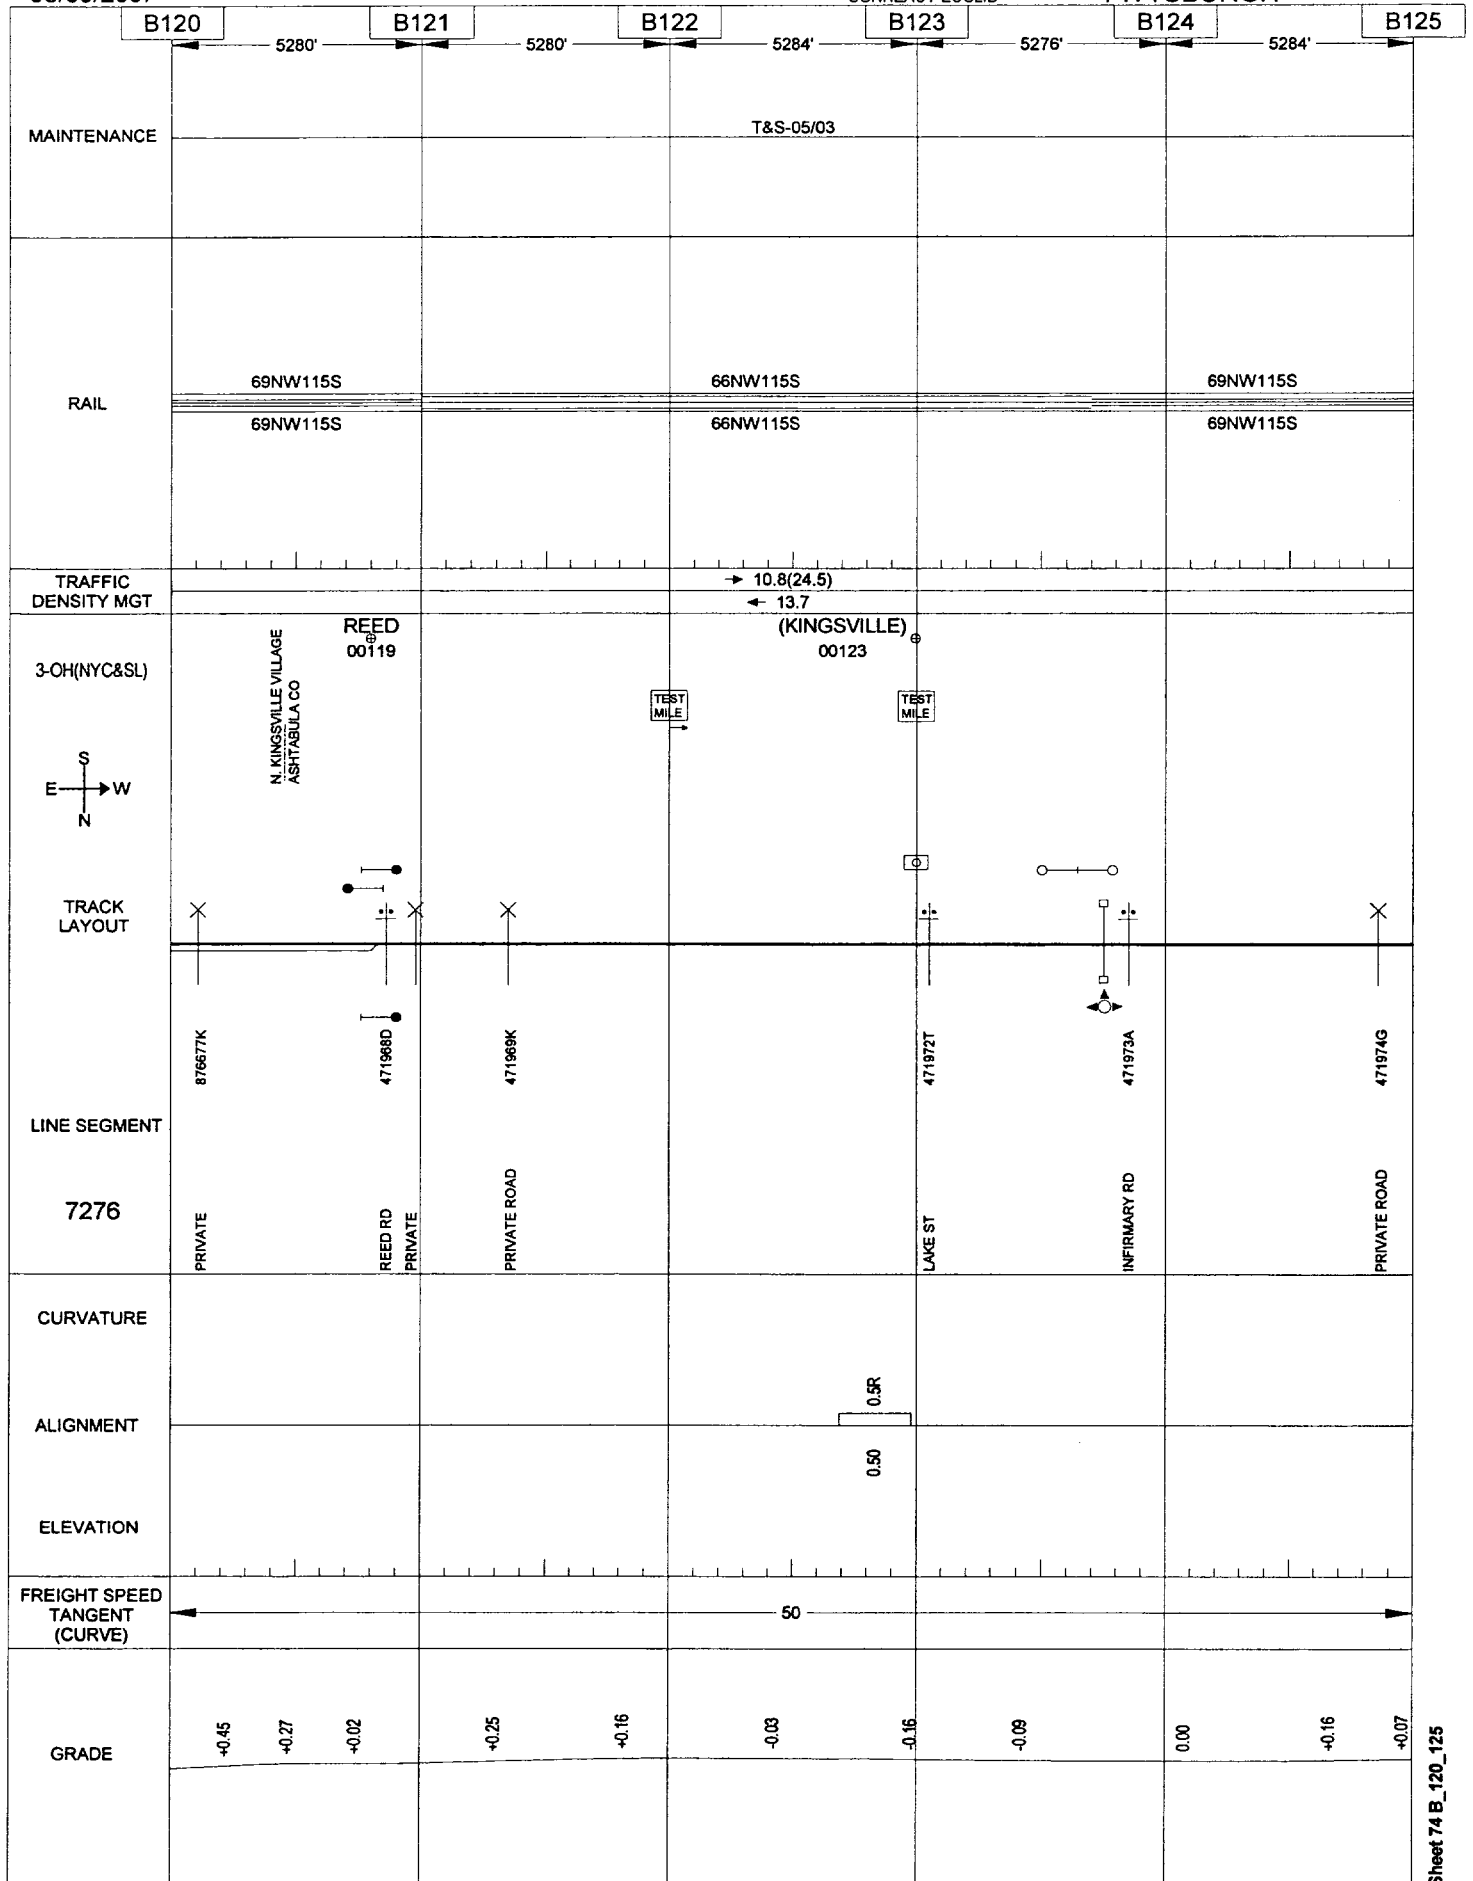 B120 B121 B122 B123 B124 B125
5280' 5280' 5284' 5276' 5284'
MAINTENANCE
T&S-05/03
69NW115S 66NW115S 69NW115S
RAIL
69NW115S 66NW115S 69NW115S
TRAFFIC
DENSITY MGT
10.8(24.5)
13.7
3-OH(NYC&SL)
N. KINGSVILLE VILLAGE
ASHTABULA CO
REED
00119
(KINGSVILLE)
00123
TEST
MILE
TEST
MILE
S
E W
N
TRACK
LAYOUT
876677K
471968D
471969K
471972T
471973A
471974G
LINE SEGMENT
7276
PRIVATE
REED RD
PRIVATE
PRIVATE ROAD
LAKE ST
INFIRMARY RD
PRIVATE ROAD
CURVATURE
0.5R
ALIGNMENT
0.50
ELEVATION
FREIGHT SPEED
TANGENT
(CURVE)
50
GRADE
+0.45
+0.27
+0.02
+0.25
+0.16
-0.03
-0.16
-0.09
0.00
+0.16
+0.07
Sheet 74 B_120_125